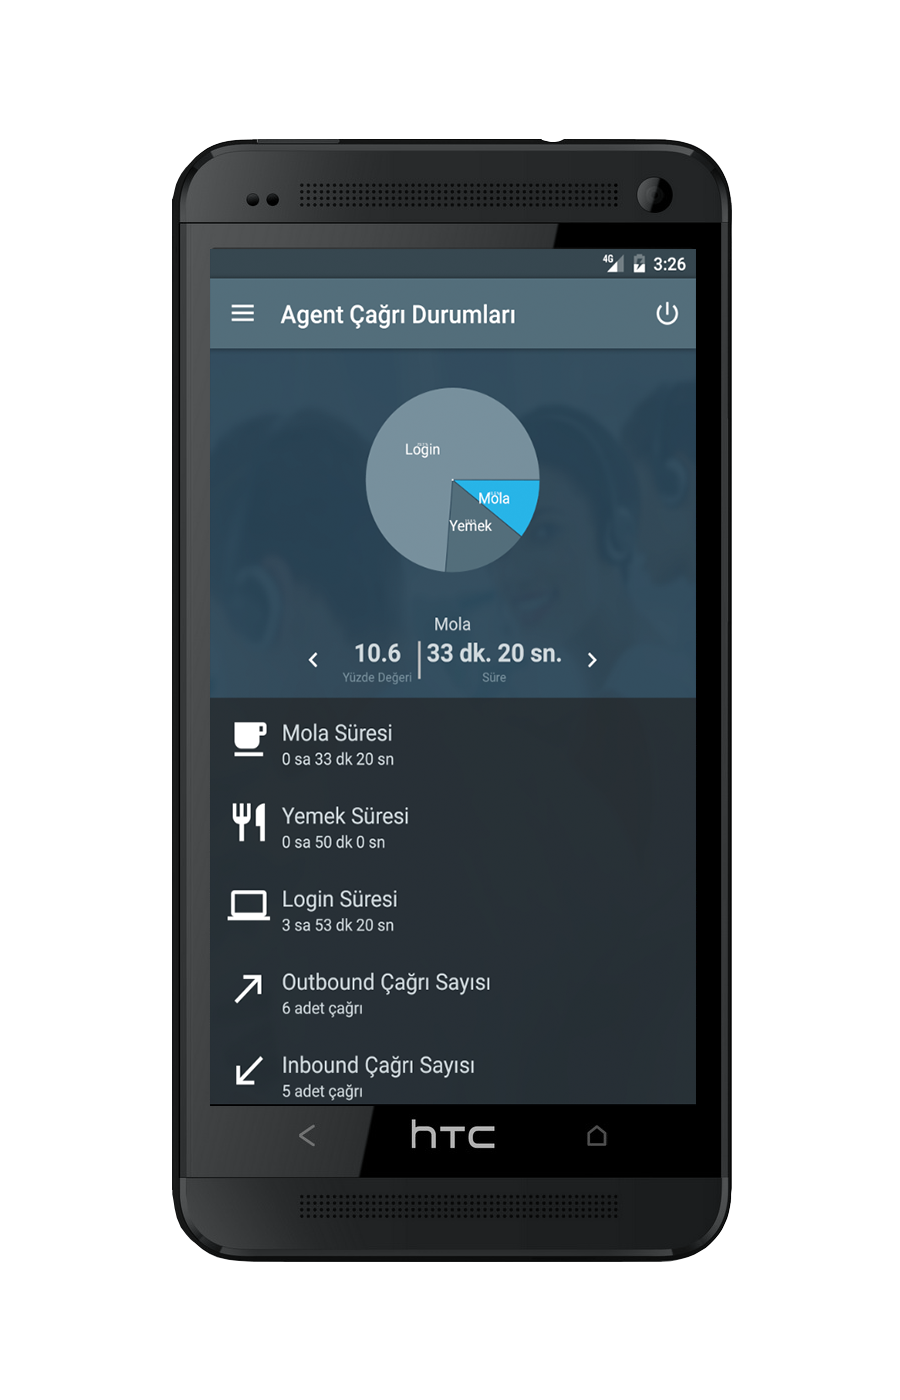 4G 3:26
Agent Çağrı Durumları
Login
Mola
Yemek
Mola
10.6 33 dk. 20 sn.
Yüzde Değeri Süre
Mola Süresi
0 sa 33 dk 20 sn
Yemek Süresi
0 sa 50 dk 0 sn
Login Süresi
3 sa 53 dk 20 sn
Outbound Çağrı Sayısı
6 adet çağrı
Inbound Çağrı Sayısı
5 adet çağrı
hTC